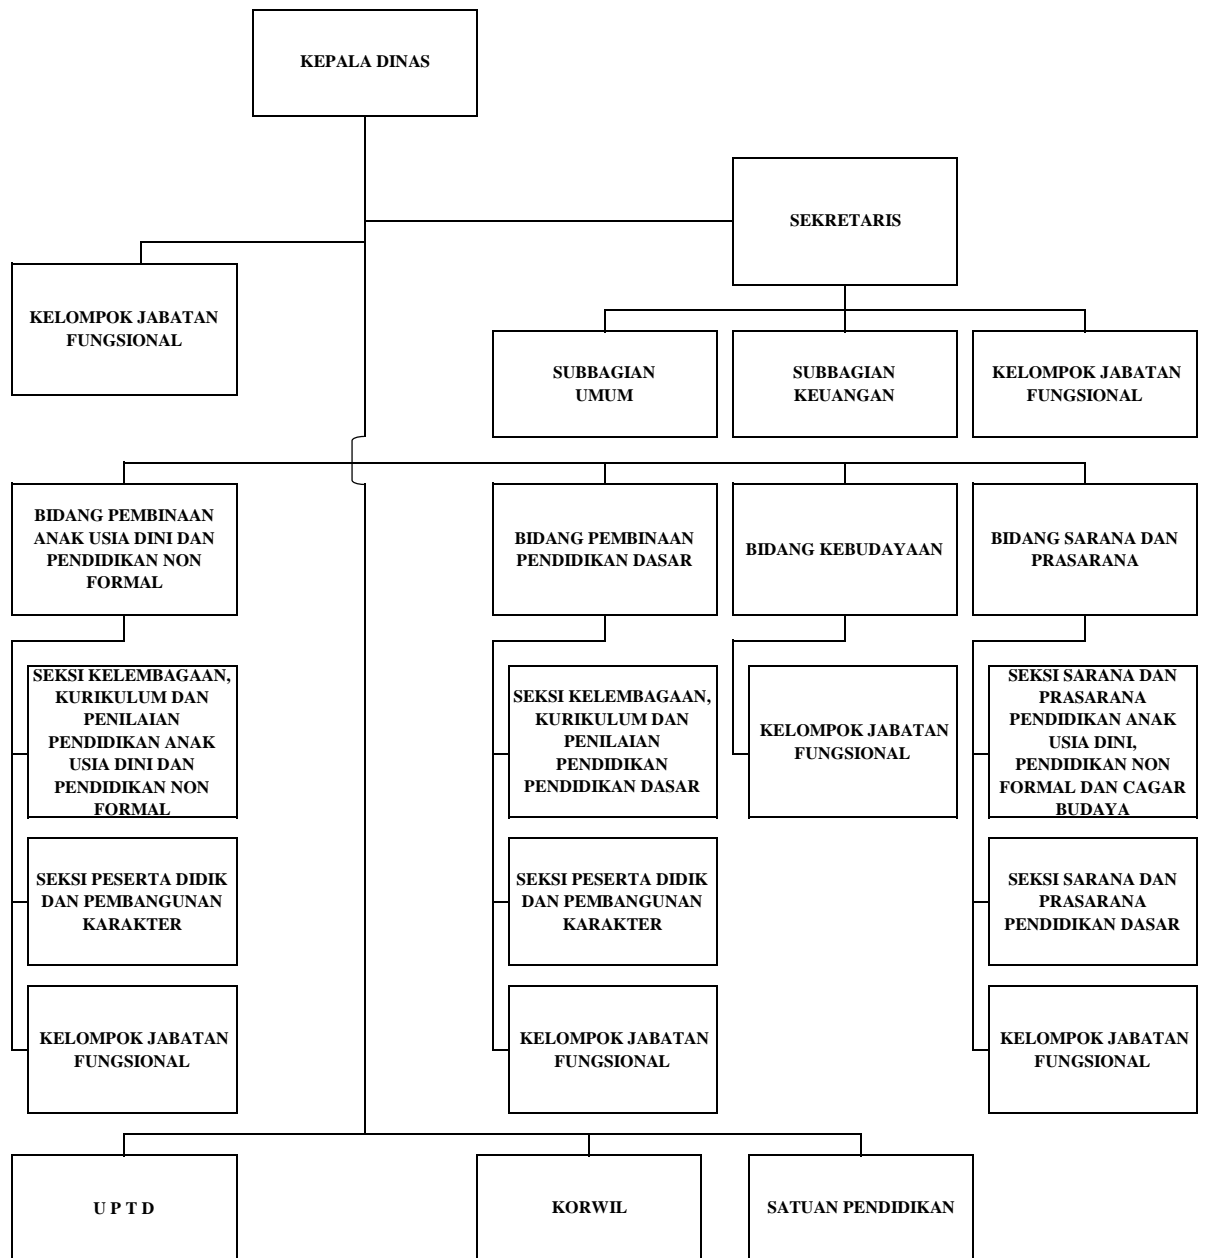 KEPALA DINAS
SEKRETARIS
KELOMPOK JABATAN
FUNGSIONAL
SUBBAGIAN
UMUM
SUBBAGIAN
KEUANGAN
KELOMPOK JABATAN
FUNGSIONAL
BIDANG PEMBINAAN
ANAK USIA DINI DAN
PENDIDIKAN NON
FORMAL
BIDANG PEMBINAAN
PENDIDIKAN DASAR
BIDANG KEBUDAYAAN
BIDANG SARANA DAN
PRASARANA
SEKSI KELEMBAGAAN,
KURIKULUM DAN
PENILAIAN
PENDIDIKAN ANAK
USIA DINI DAN
PENDIDIKAN NON
FORMAL
SEKSI KELEMBAGAAN,
KURIKULUM DAN
PENILAIAN
PENDIDIKAN
PENDIDIKAN DASAR
KELOMPOK JABATAN
FUNGSIONAL
SEKSI SARANA DAN
PRASARANA
PENDIDIKAN ANAK
USIA DINI,
PENDIDIKAN NON
FORMAL DAN CAGAR
BUDAYA
SEKSI PESERTA DIDIK
DAN PEMBANGUNAN
KARAKTER
SEKSI PESERTA DIDIK
DAN PEMBANGUNAN
KARAKTER
SEKSI SARANA DAN
PRASARANA
PENDIDIKAN DASAR
KELOMPOK JABATAN
FUNGSIONAL
KELOMPOK JABATAN
FUNGSIONAL
KELOMPOK JABATAN
FUNGSIONAL
U P T D
KORWIL
SATUAN PENDIDIKAN